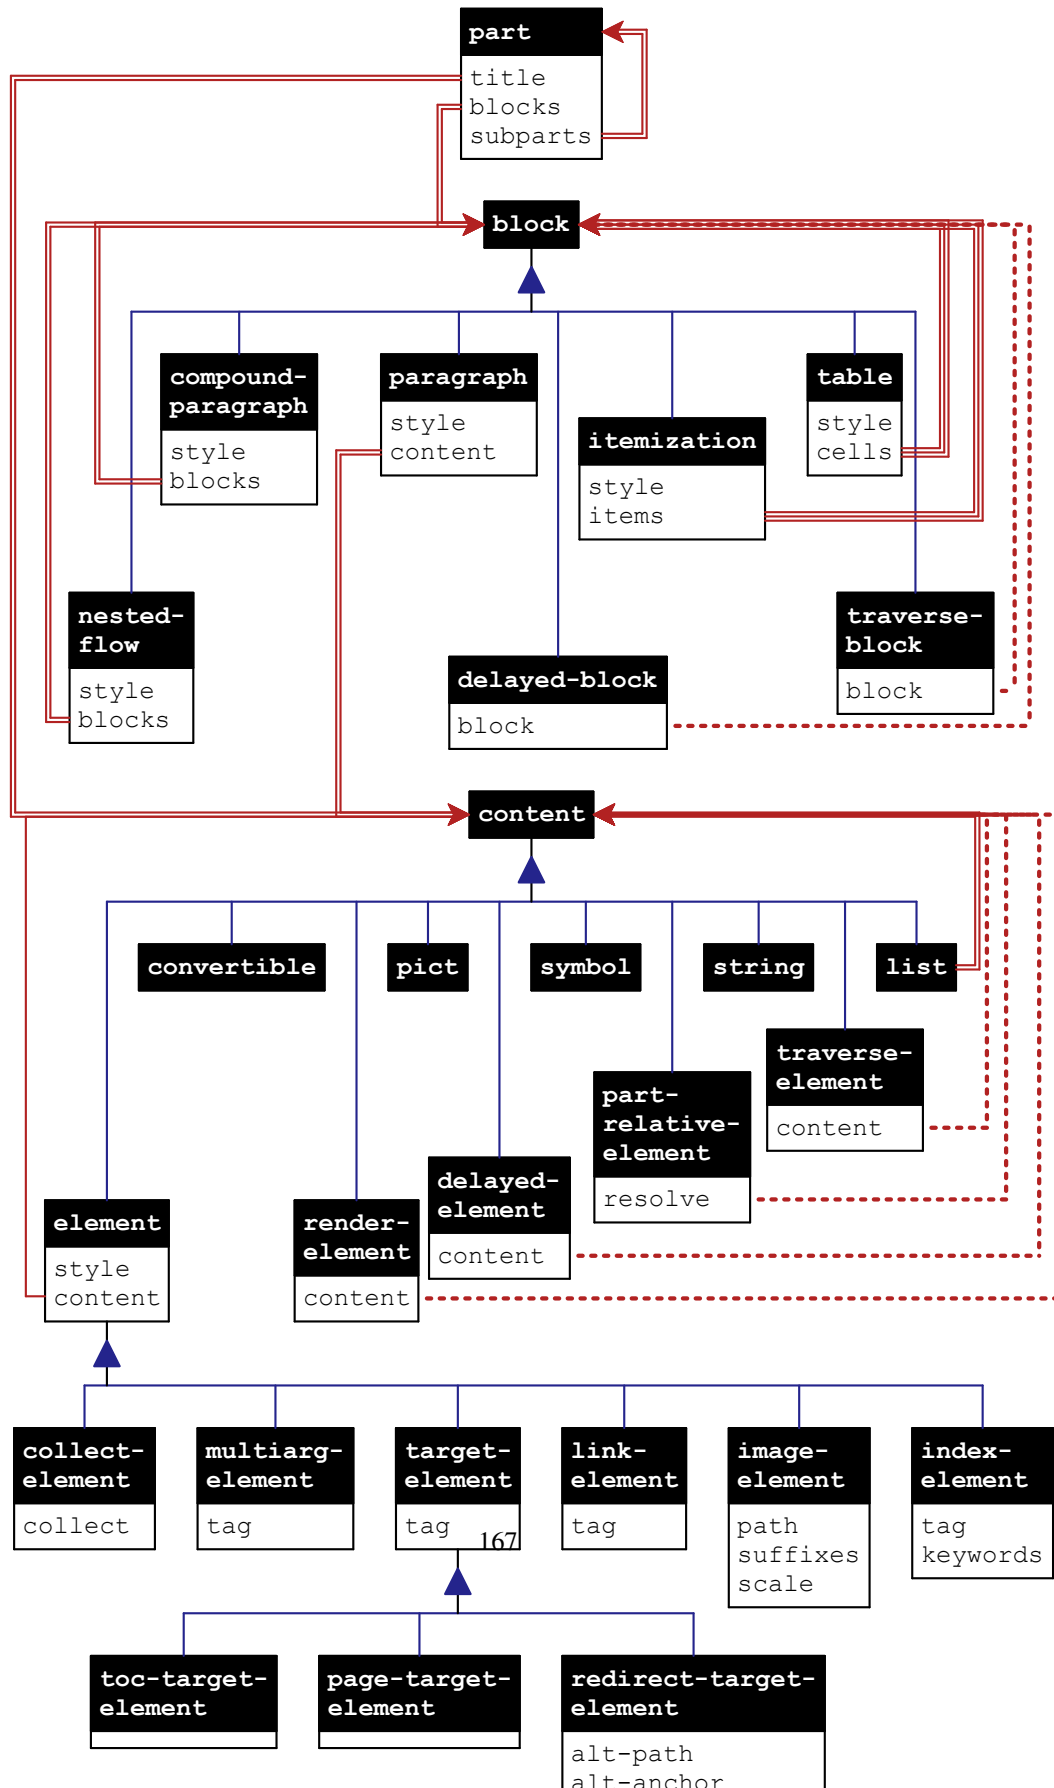 part
title
blocks
subparts
block
compound-
paragraph
style
blocks
paragraph
style
content
itemization
style
items
table
style
cells
nested-
flow
style
blocks
delayed-block
block
traverse-
block
block
content
convertible
pict
symbol
string
list
traverse-
element
content
part-
relative-
element
resolve
delayed-
element
content
element
style
content
render-
element
content
collect-
element
collect
multiarg-
element
tag
target-
element
tag
167
link-
element
tag
image-
element
path
suffixes
scale
index-
element
tag
keywords
toc-target-
element
page-target-
element
redirect-target-
element
alt-path
alt-anchor